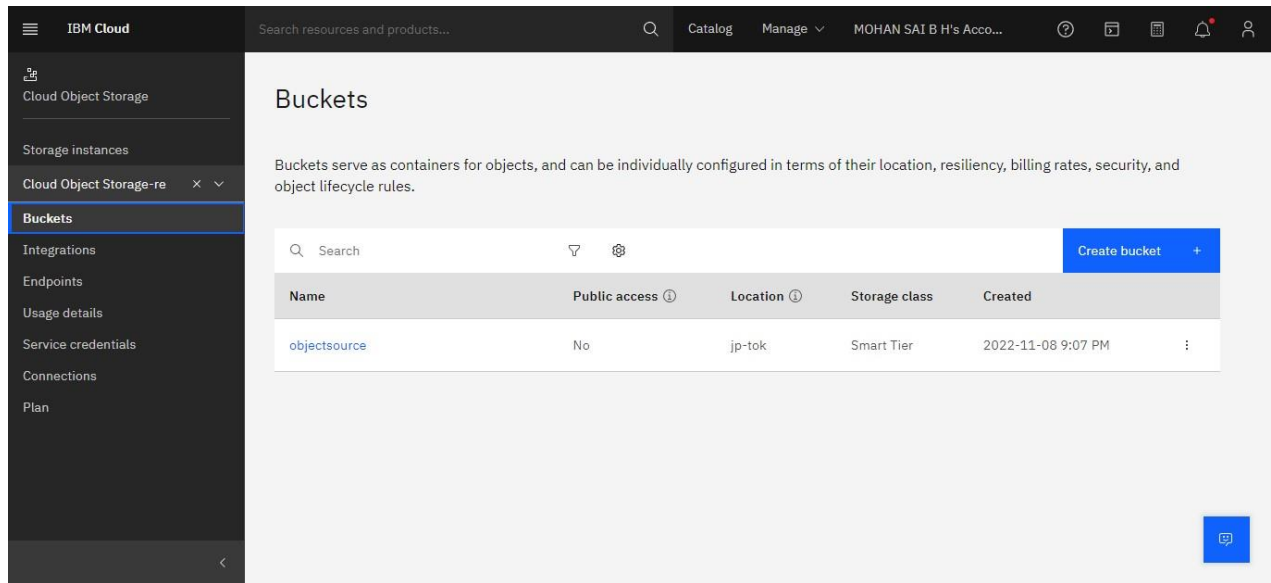 IBM Cloud
Search resources and products...
Catalog
Manage
MOHAN SAI B H's Acco...
Cloud Object Storage
Storage instances
Cloud Object Storage-re
Buckets
Integrations
Endpoints
Usage details
Service credentials
Connections
Plan
Buckets
Buckets serve as containers for objects, and can be individually configured in terms of their location, resiliency, billing rates, security, and
object lifecycle rules.
Search
Create bucket +
Name Public access Location Storage class Created
objectsource No jp-tok Smart Tier 2022-11-08 9:07 PM